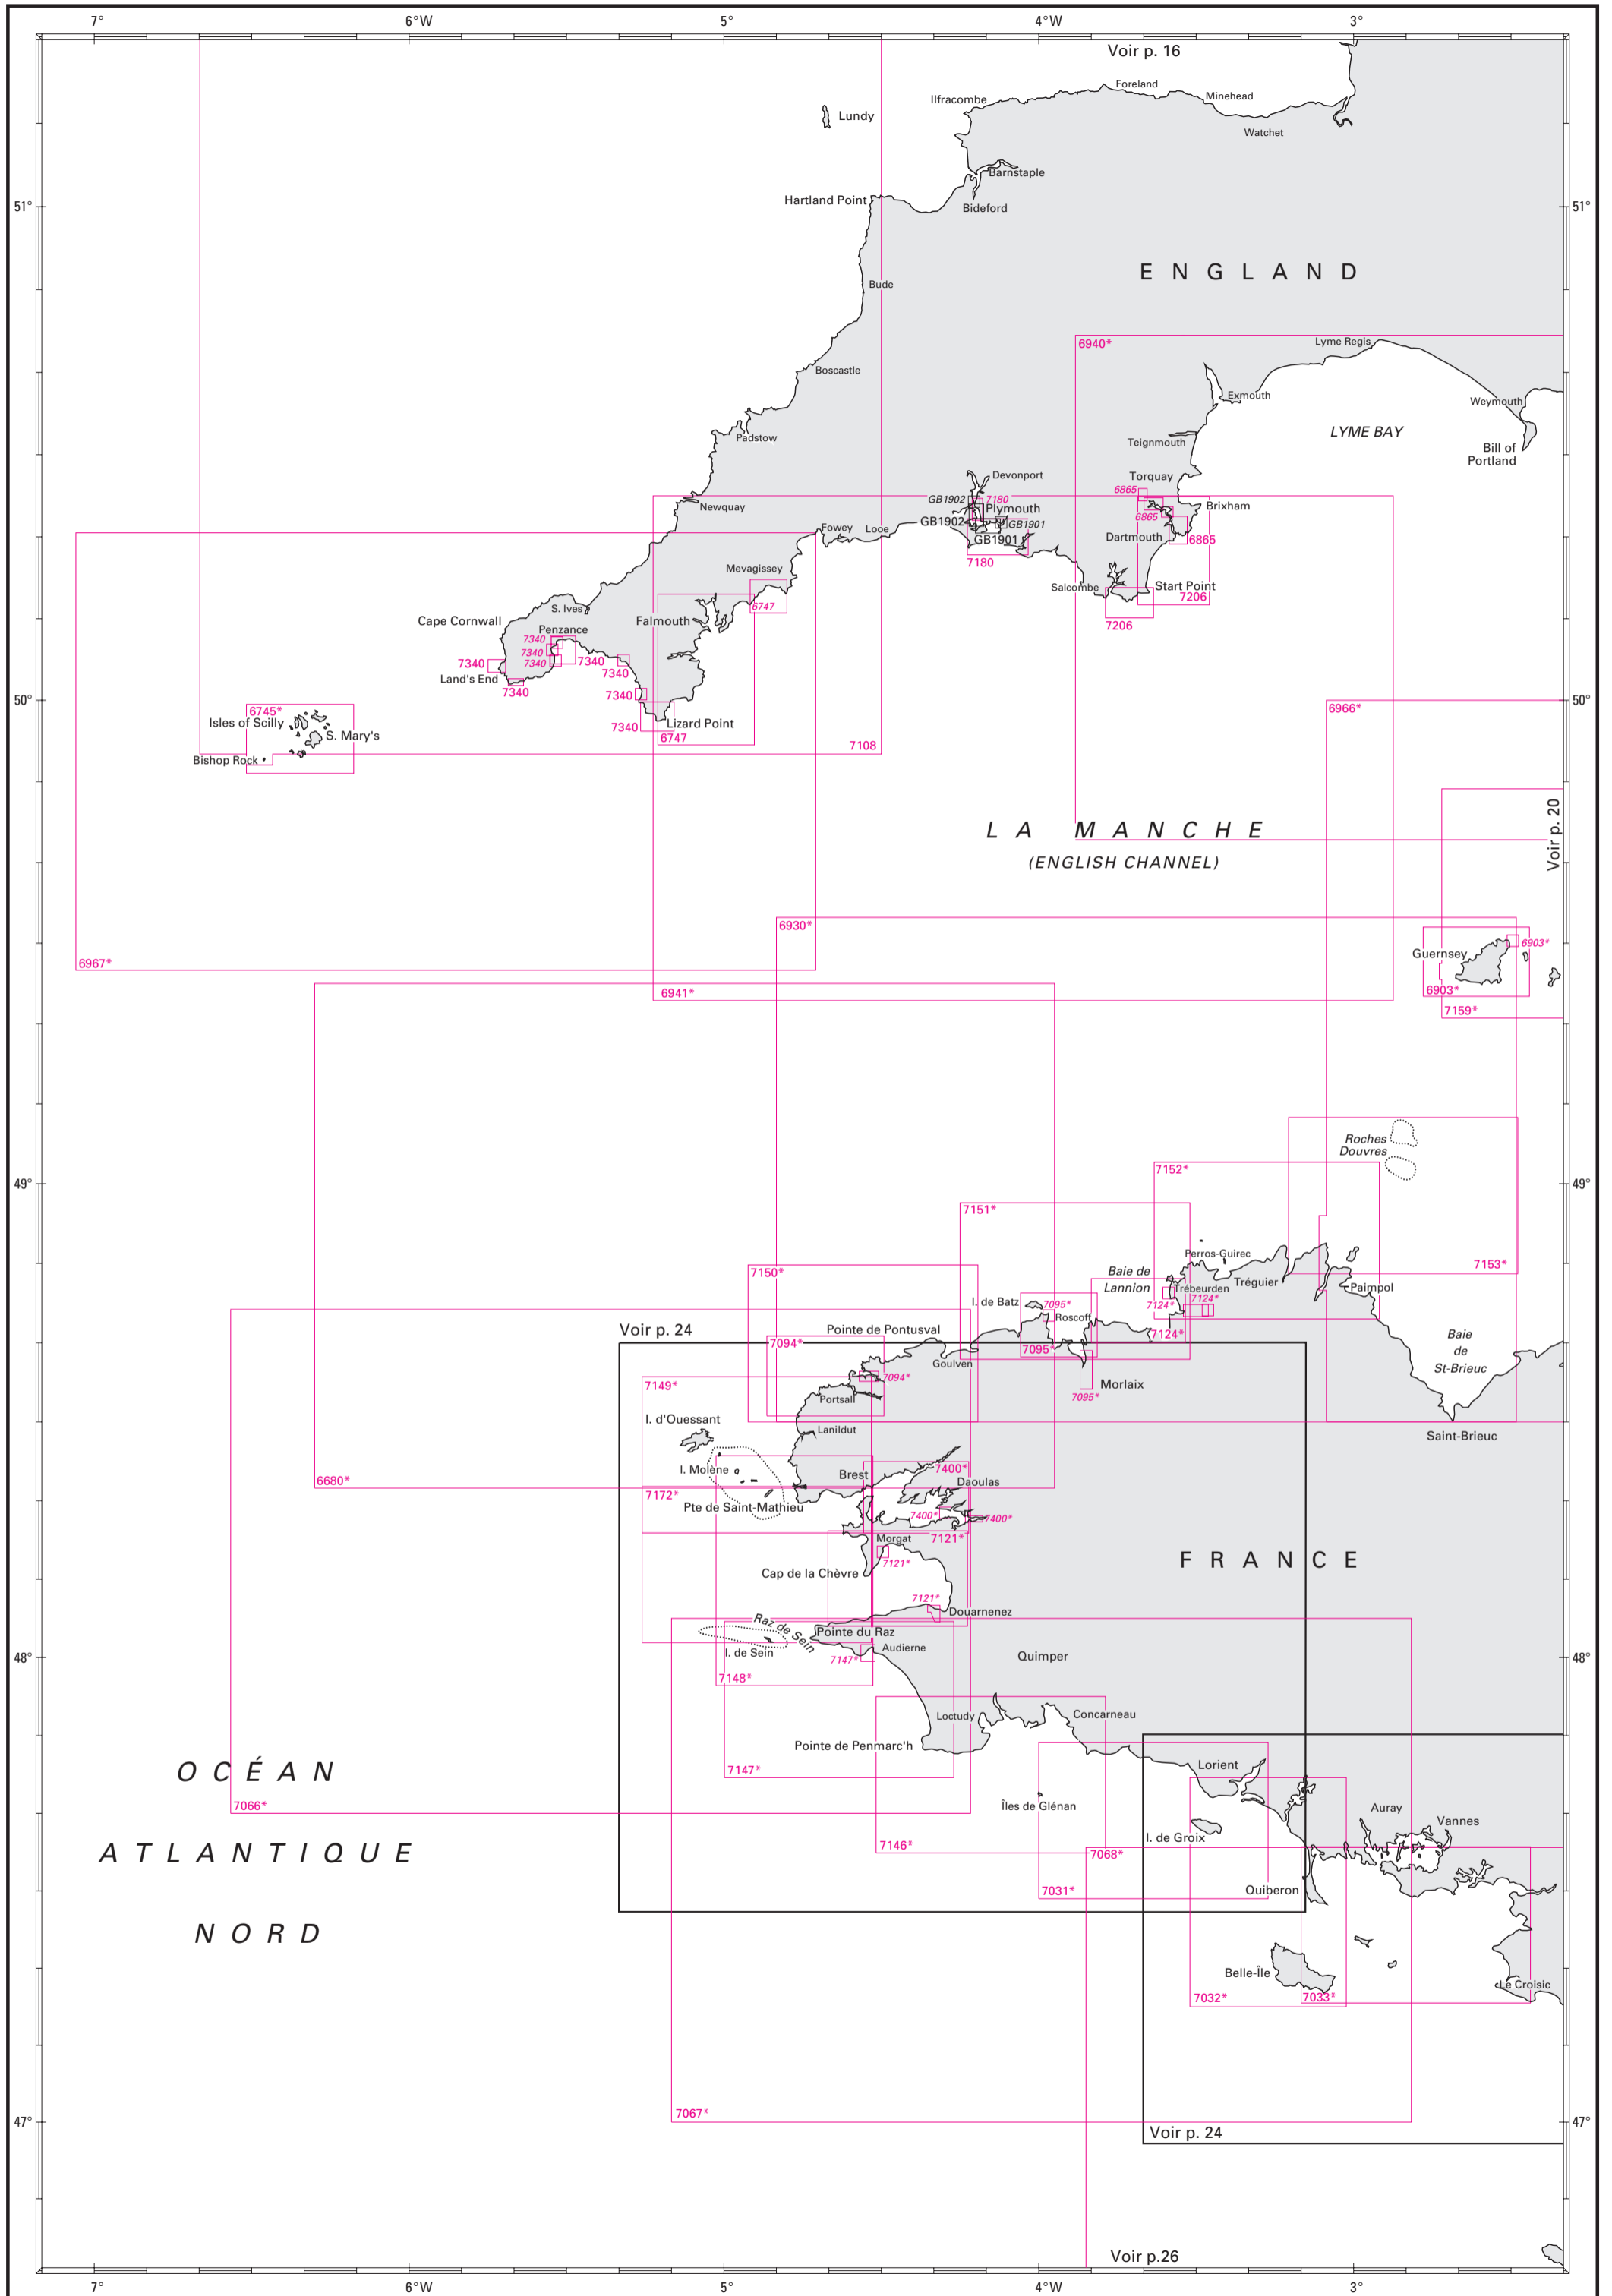 7° 6°W 5° 4°W 3°
Voir p. 16
Foreland
Ilfracombe
Minehead
Lundy
Watchet
Barnstaple
Hartland Point
51°
51°
Bideford
ENGLAND
Bude
6940*
Lyme Regis
Boscastle
Exmouth
Weymouth
LYME BAY
Padstow
Teignmouth
Bill of
Portland
Devonport
Torquay
6865
GB1902
7180
Newquay
Plymouth
Brixham
6865
GB1902
GB1901
Fowey
Looe
GB1901
Dartmouth
6865
7180
Mevagissey
Salcombe
Start Point
7206
6747
S. Ives
7206
Cape Cornwall
Falmouth
Penzance
7340
7340
7340
7340
7340
7340
Land's End
7340
7340
50°
50°
6966*
6745*
Isles of Scilly
Lizard Point
7340
S. Mary's
6747
7108
Bishop Rock
LA MANCHE
(ENGLISH CHANNEL)
Voir p. 20
6930*
6903*
Guernsey
6967*
6903*
6941*
7159*
Roches
Douvres
7152*
49°
49°
7151*
Perros-Guirec
7153*
Baie de
Lannion
7150*
Tréguier
Trébeurden
Paimpol
I. de Batz
7095*
7124*
7124*
Roscoff
Voir p. 24
Pointe de Pontusval
7124*
Baie
de
St-Brieuc
7094*
7095*
Goulven
7094*
7149*
Morlaix
7095*
Portsall
I. d'Ouessant
Lanildut
Saint-Brieuc
I. Molène
7400*
Brest
6680*
Daoulas
7172*
Pte de Saint-Mathieu
7400*
7400*
7121*
Morgat
7121*
FRANCE
Cap de la Chèvre
7121*
Douarnenez
Raz de Sein
Pointe du Raz
Audierne
I. de Sein
7147*
Quimper
48°
48°
7148*
Loctudy
Concarneau
Pointe de Penmarc'h
Lorient
OCÉAN
7147*
7066*
Îles de Glénan
Auray
Vannes
I. de Groix
7146*
7068*
ATLANTIQUE
7031*
Quiberon
NORD
Belle-Île
Le Croisic
7032*
7033*
7067*
47°
47°
Voir p. 24
Voir p.26
7° 6°W 5° 4°W 3°